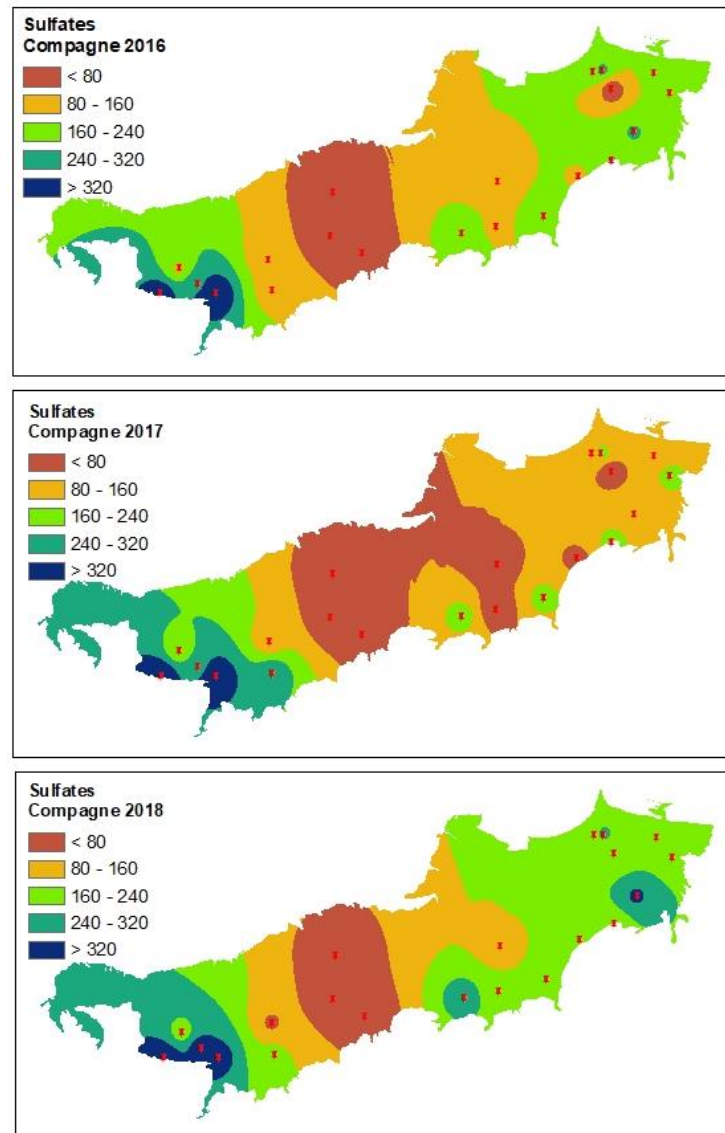 Sulfates
Compagne 2016
< 80
80 - 160
160 - 240
240 - 320
> 320
Sulfates
Compagne 2017
< 80
80 - 160
160 - 240
240 - 320
> 320
Sulfates
Compagne 2018
< 80
80 - 160
160 - 240
240 - 320
> 320